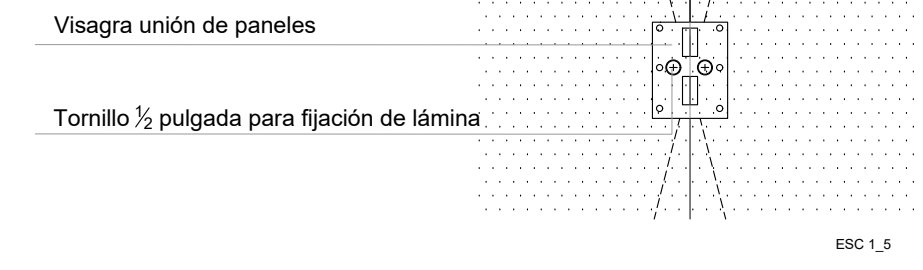 Visagra unión de paneles
Tornillo ½ pulgada para fijación de lámina
ESC 1_5